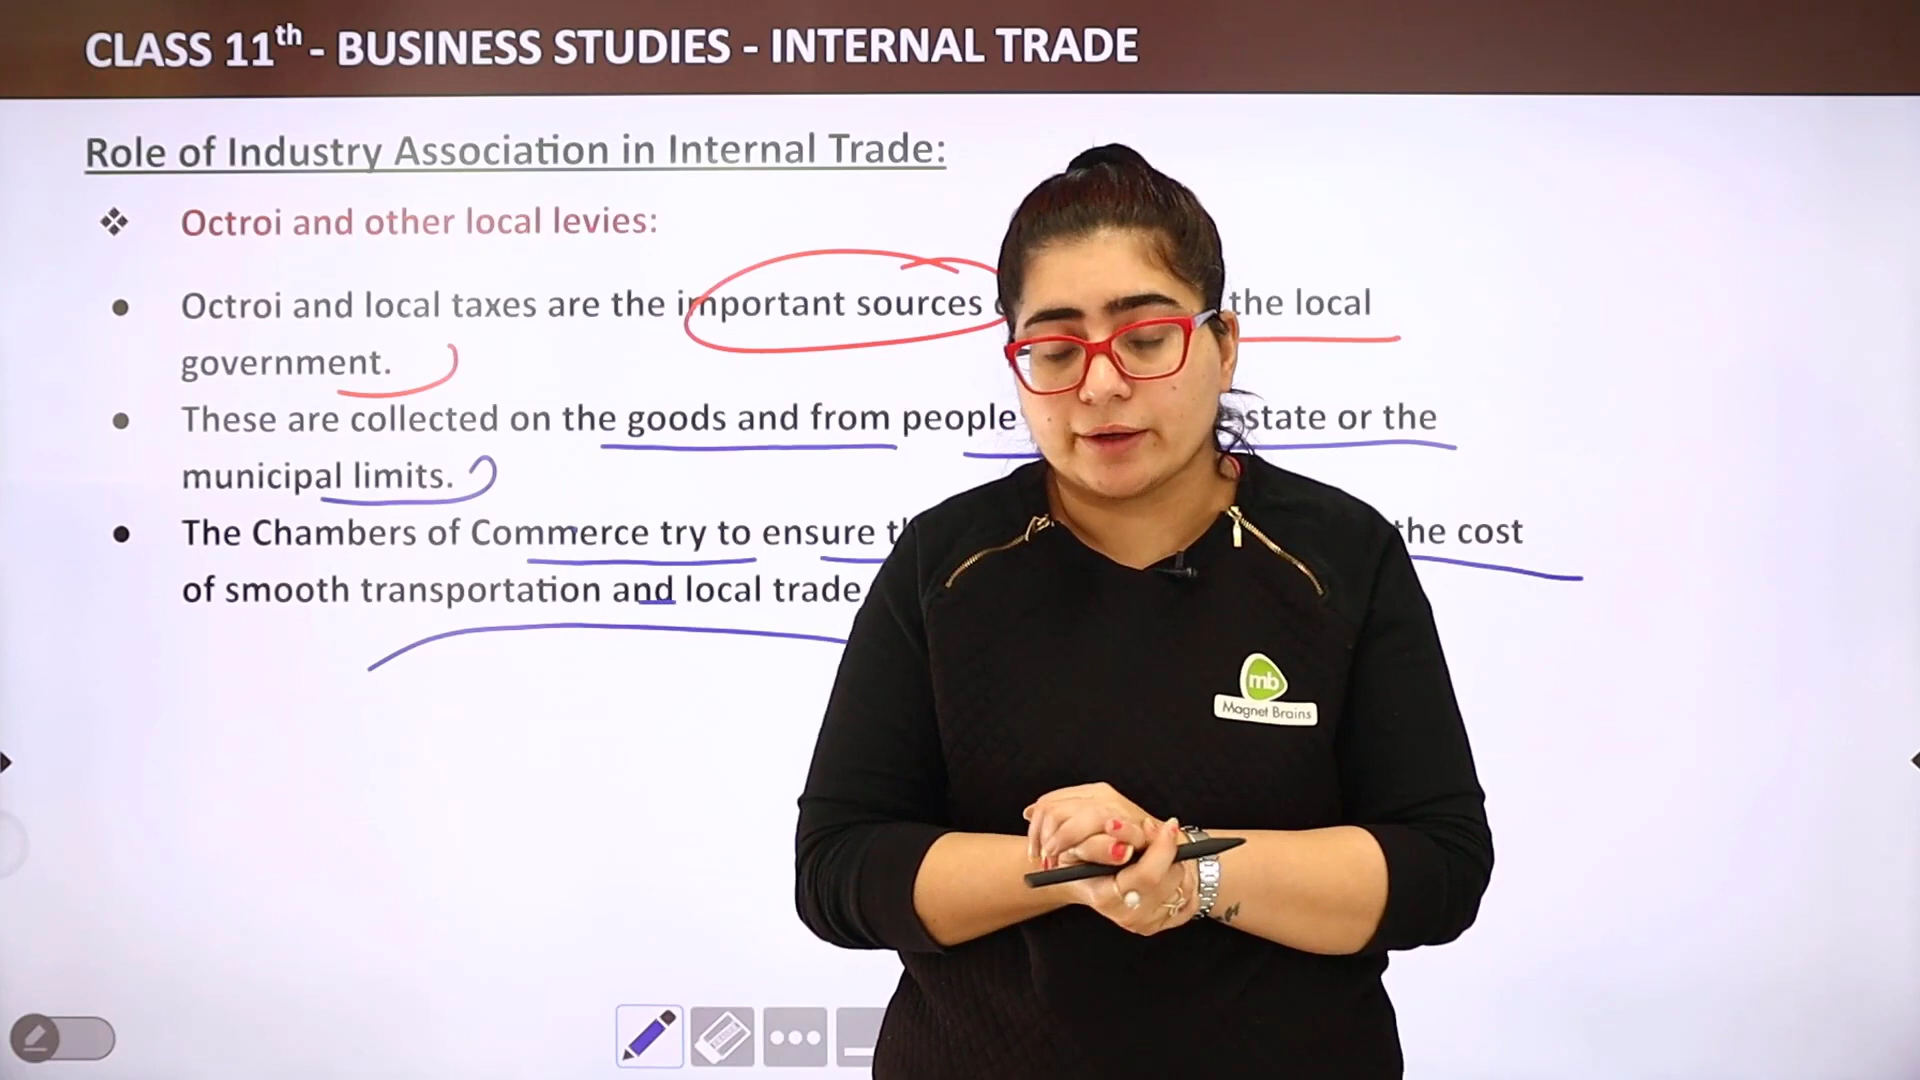 CLASS 11th - BUSINESS STUDIES - INTERNAL TRADE
Role of Industry Association in Internal Trade:
❖ Octroi and other local levies:
● Octroi and local taxes are the important sources the local
government.
● These are collected on the goods and from people state or the
municipal limits.
● The Chambers of Commerce try to ensure the cost
of smooth transportation and local trade
mb
Magnet Brains